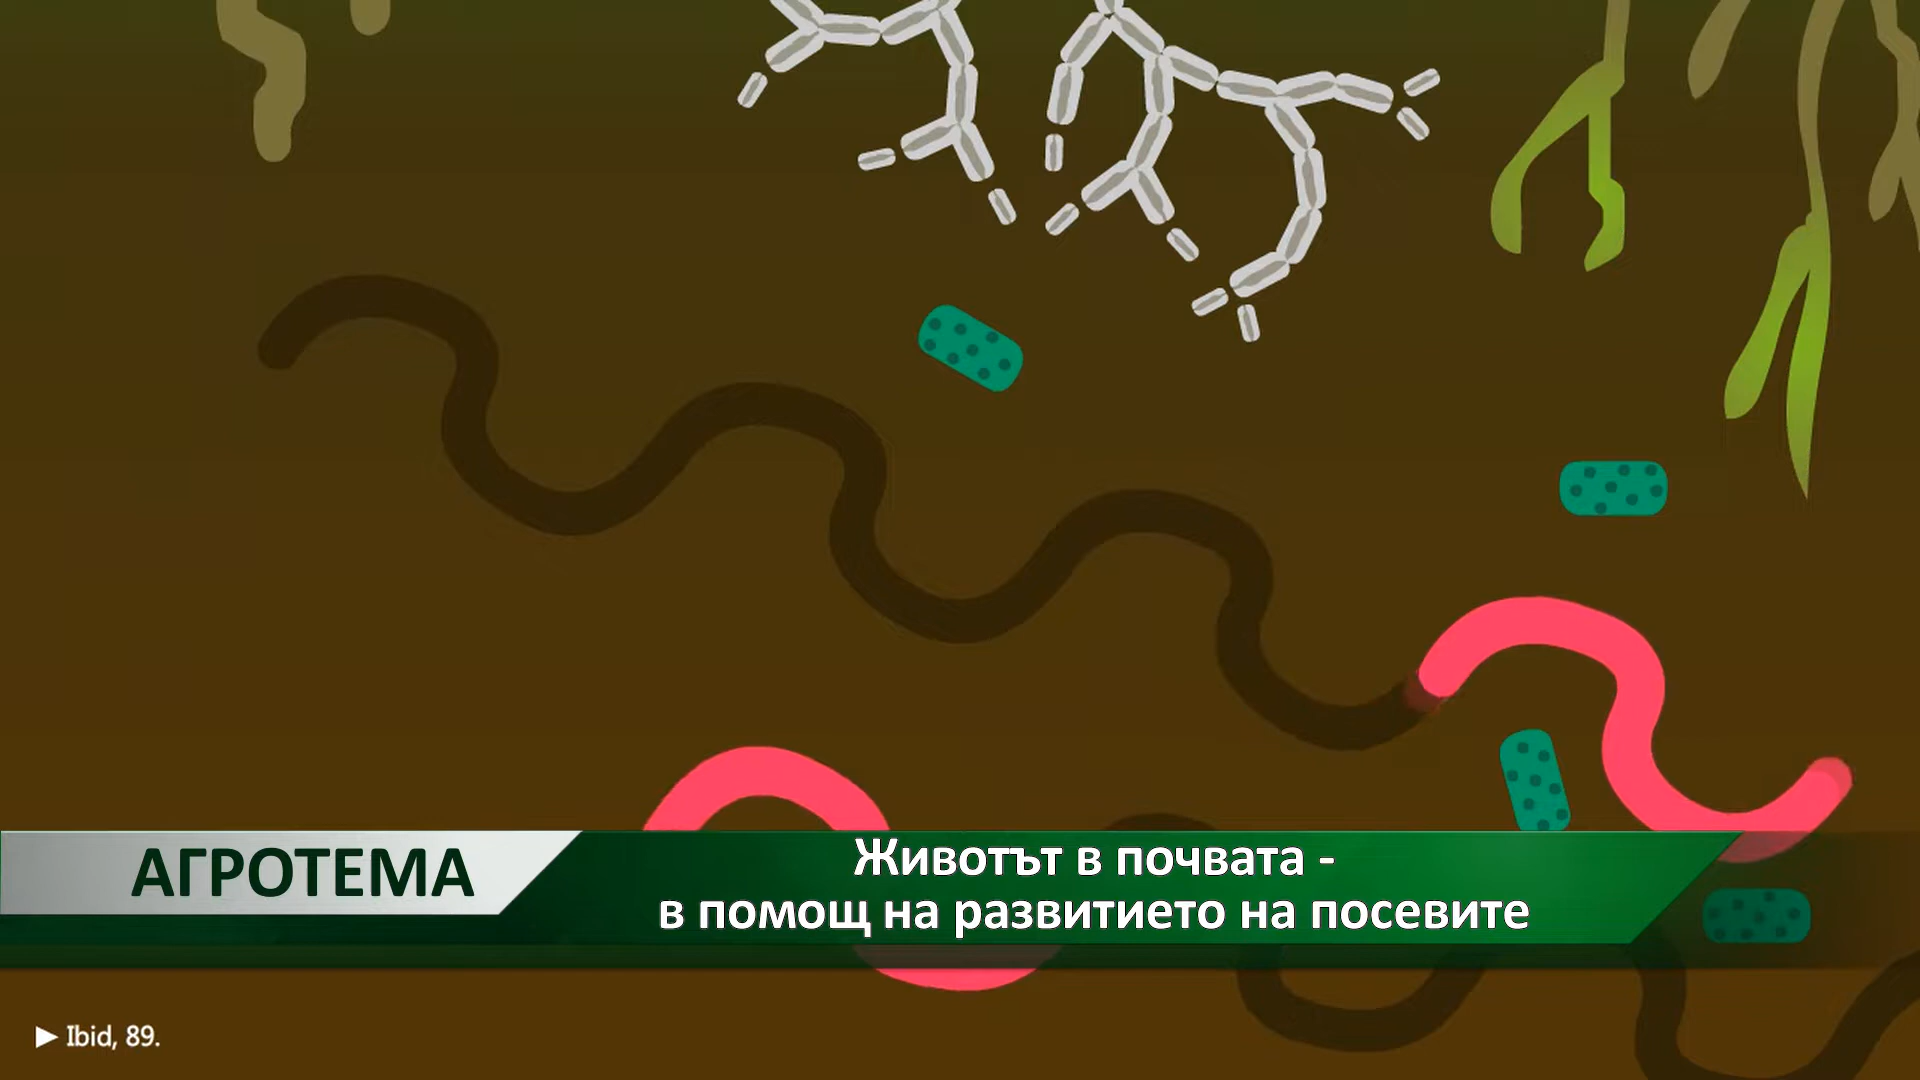 АГРОТЕМА
Животът в почвата -
в помощ на развитието на посевите
▶ Ibid, 89.